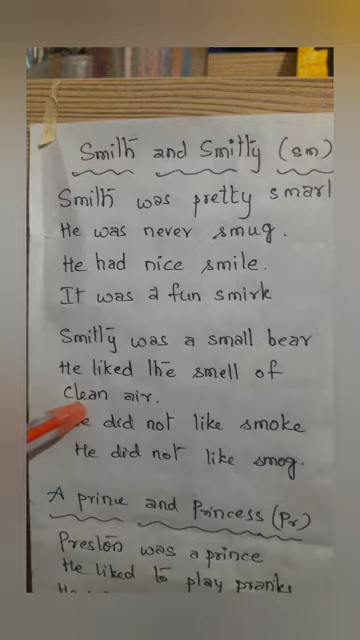 Smith and Smitty (sm)
Smith was pretty smart
He was never smug.
He had nice smile.
It was a fun smirk
Smitty was a small bear
He liked the smell of
clean air.
He did not like smoke
He did not like smog.
A prince and Princess (Pr)
Preston was a prince
He liked to play pranks